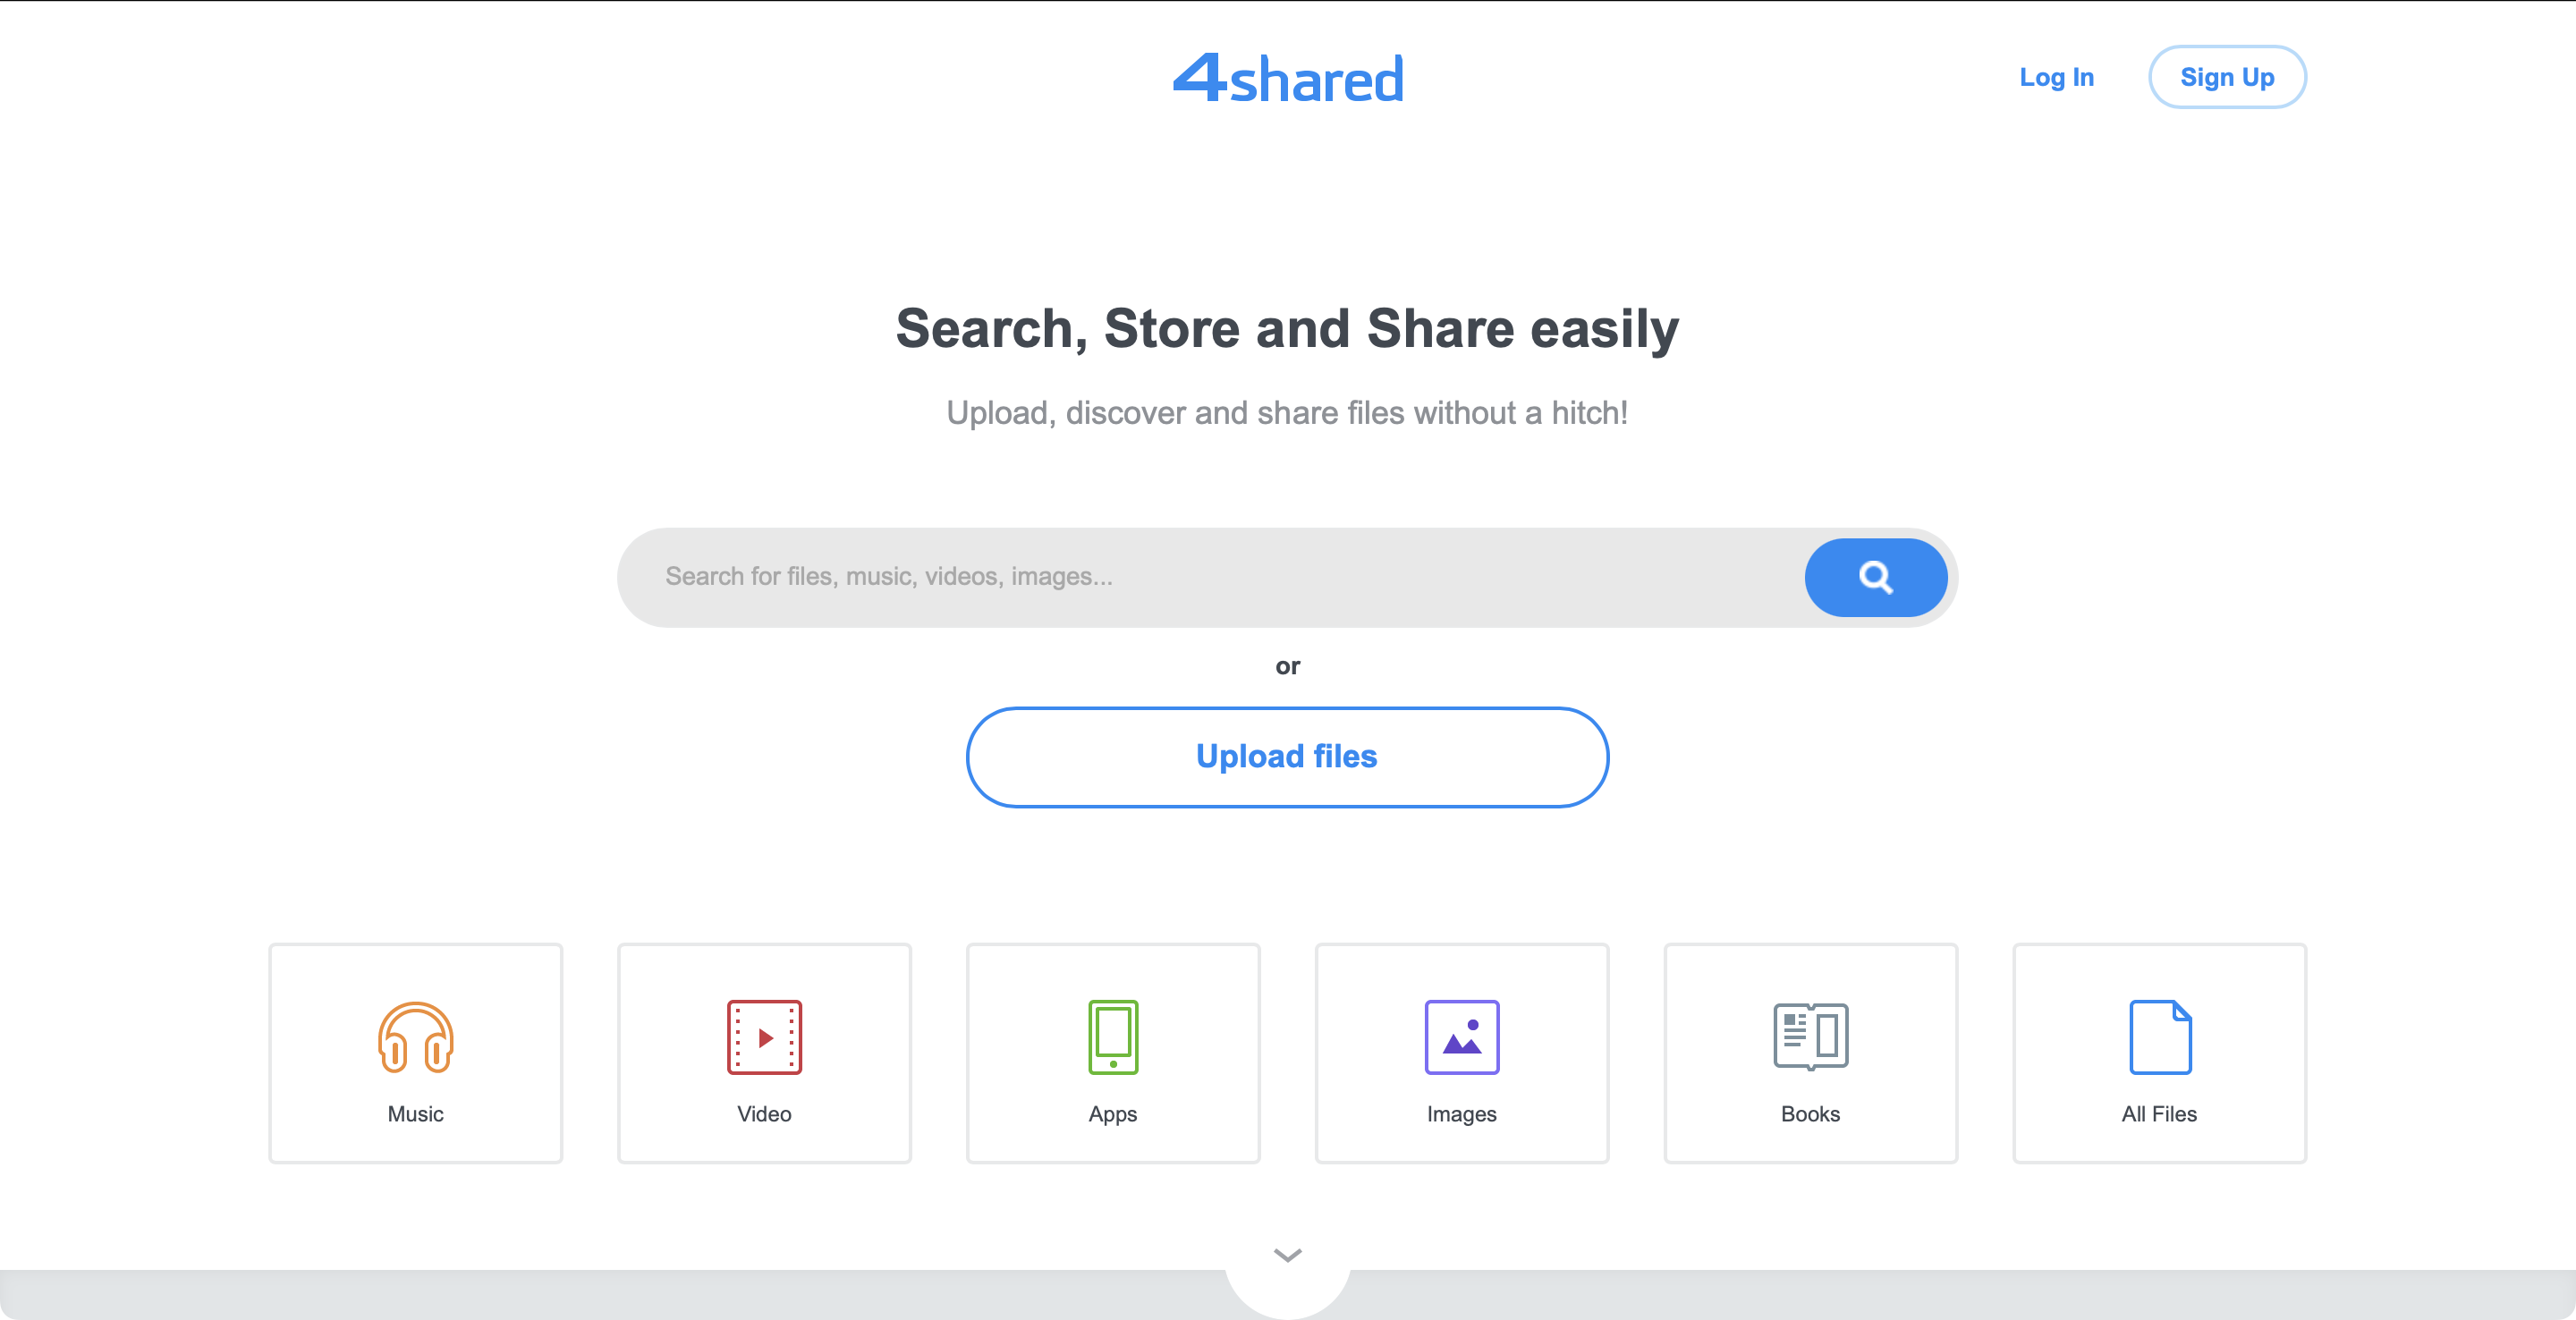 4shared
Log In
Sign Up
Search, Store and Share easily
Upload, discover and share files without a hitch!
Search for files, music, videos, images...
or
Upload files
Music
Video
Apps
Images
Books
All Files